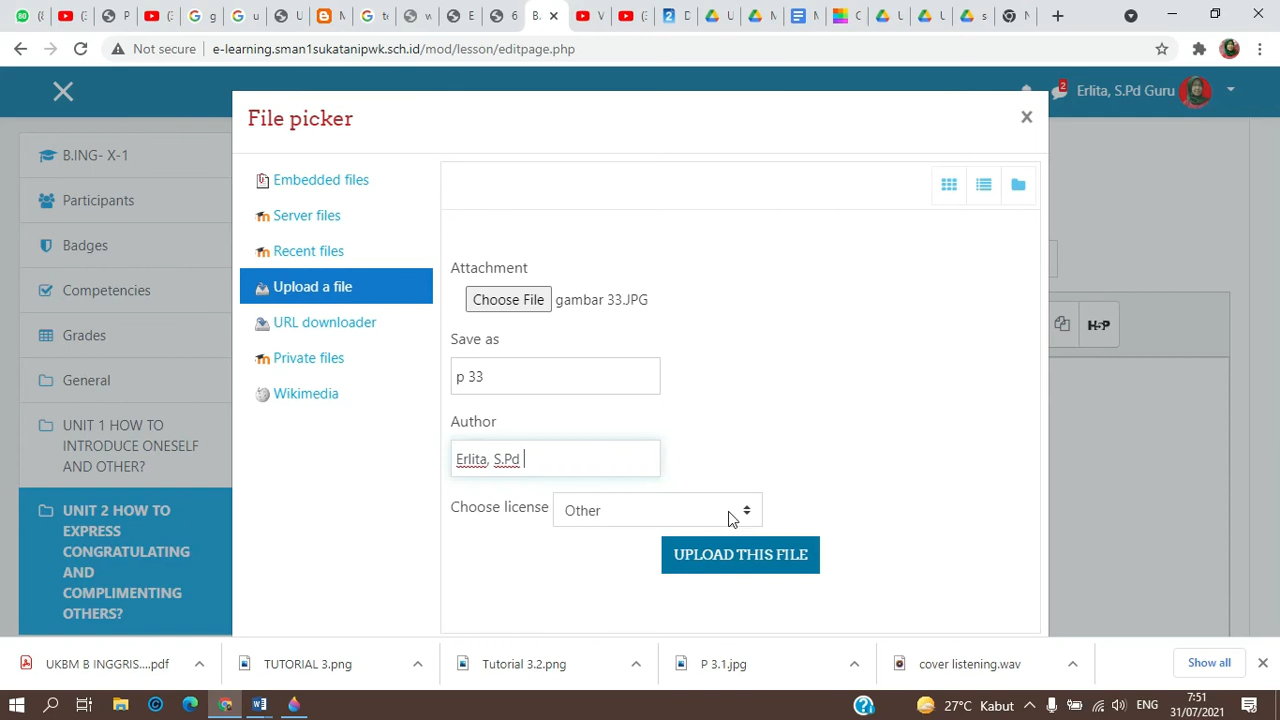 80
Not secure
e-learning.sman1sukatanipwk.sch.id/mod/lesson/editpage.php
2
Erlita, S.Pd Guru
File picker
B.ING- X-1
Participants
Badges
Competencies
Grades
General
UNIT 1 HOW TO
INTRODUCE ONESELF
AND OTHER?
UNIT 2 HOW TO
EXPRESS
CONGRATULATING
AND
COMPLIMENTING
OTHERS?
Embedded files
Server files
Recent files
Upload a file
URL downloader
Private files
Wikimedia
Attachment
Choose File gambar 33.JPG
Save as
p 33
Author
Erlita, S.Pd
Choose license Other
UPLOAD THIS FILE
H-P
UKBM B INGGRIS....pdf
TUTORIAL 3.png
Tutorial 3.2.png
P 3.1.jpg
cover listening.wav
Show all
27°C Kabut
ENG
7:51
31/07/2021